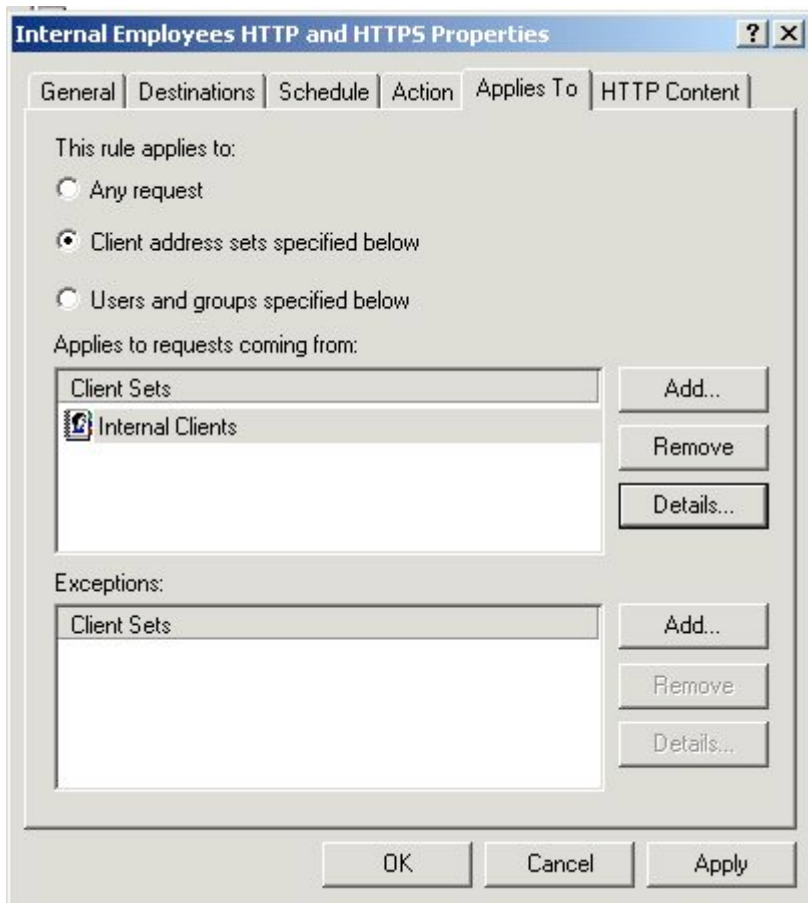 Internal Employees HTTP and HTTPS Properties ? X
General Destinations Schedule Action Applies To HTTP Content
This rule applies to:
Any request
Client address sets specified below
Users and groups specified below
Applies to requests coming from:
Client Sets Add...
Internal Clients
Remove
Details...
Exceptions:
Client Sets Add...
Remove
Details...
OK Cancel Apply